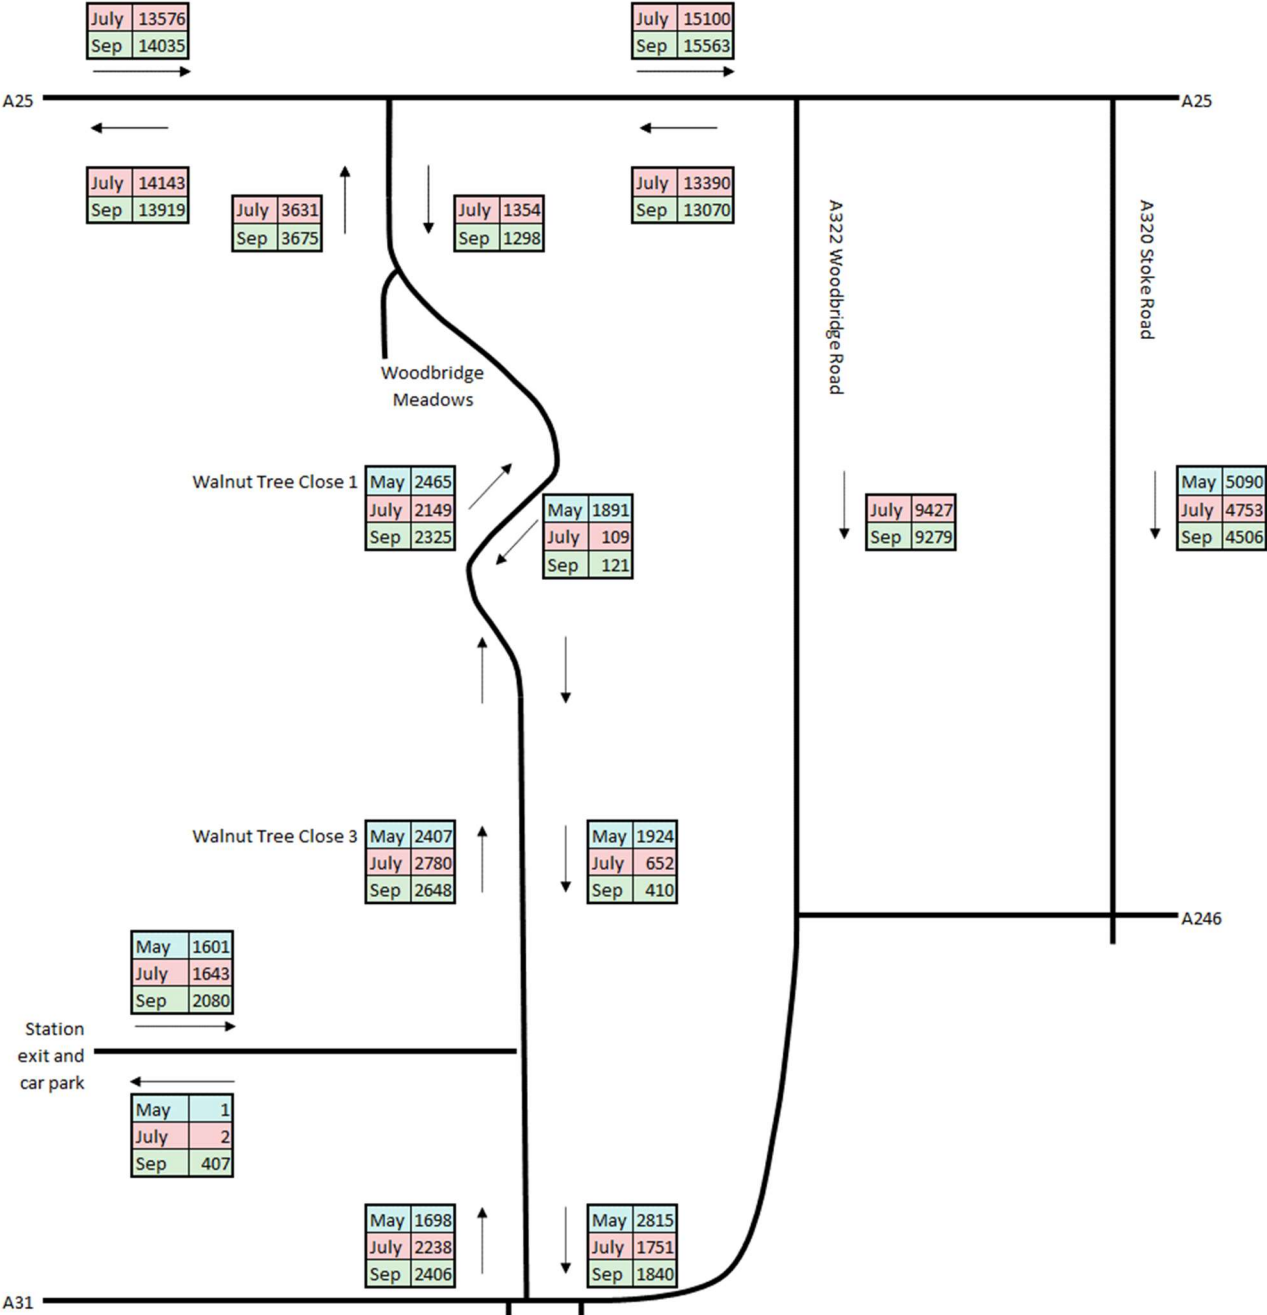 July 13576
Sep 14035
July 15100
Sep 15563
A25
A25
July 14143
Sep 13919
July 3631
Sep 3675
July 1354
Sep 1298
July 13390
Sep 13070
A322 Woodbridge Road
A320 Stoke Road
Woodbridge
Meadows
Walnut Tree Close 1
May 2465
July 2149
Sep 2325
May 1891
July 109
Sep 121
July 9427
Sep 9279
May 5090
July 4753
Sep 4506
Walnut Tree Close 3
May 2407
July 2780
Sep 2648
May 1924
July 652
Sep 410
A246
May 1601
July 1643
Sep 2080
Station
exit and
car park
May 1
July 2
Sep 407
May 1698
July 2238
Sep 2406
May 2815
July 1751
Sep 1840
A31